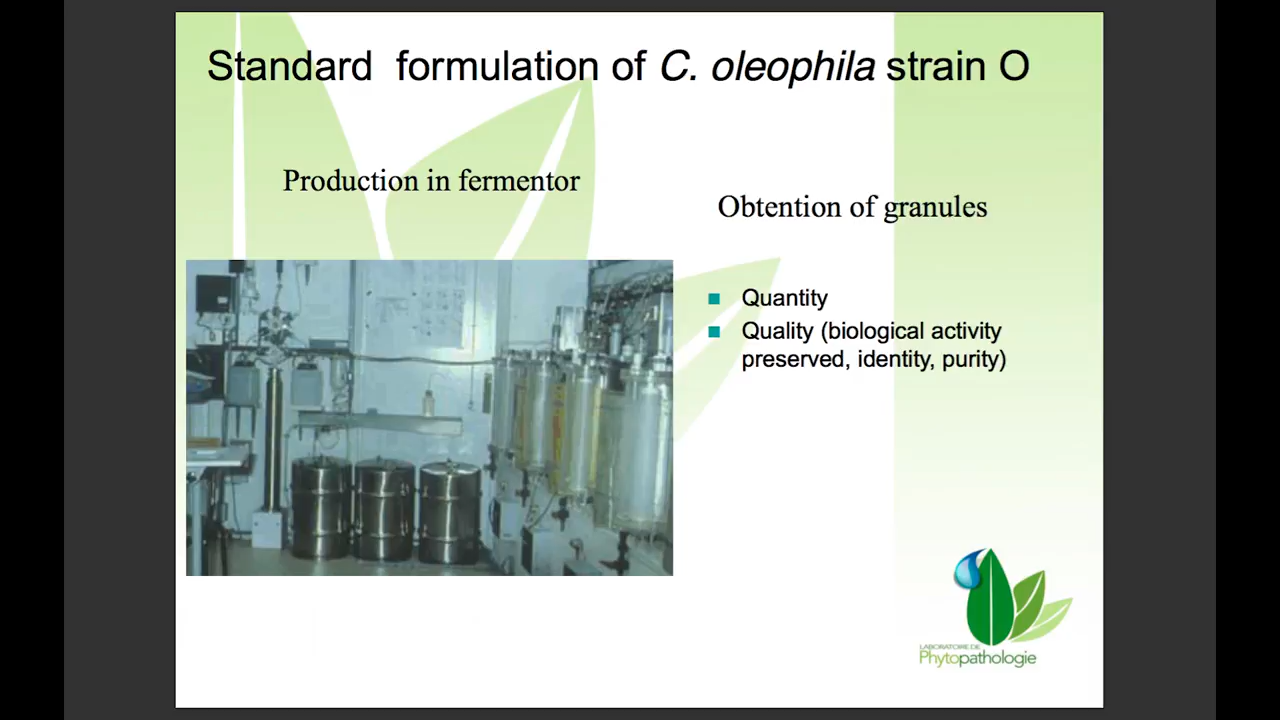 Standard  formulation of C. oleophila strain O
Production in fermentor
Obtention of granules
Quantity
Quality (biological activity
preserved, identity, purity)
LABORATOIRE DE
Phytopathologie